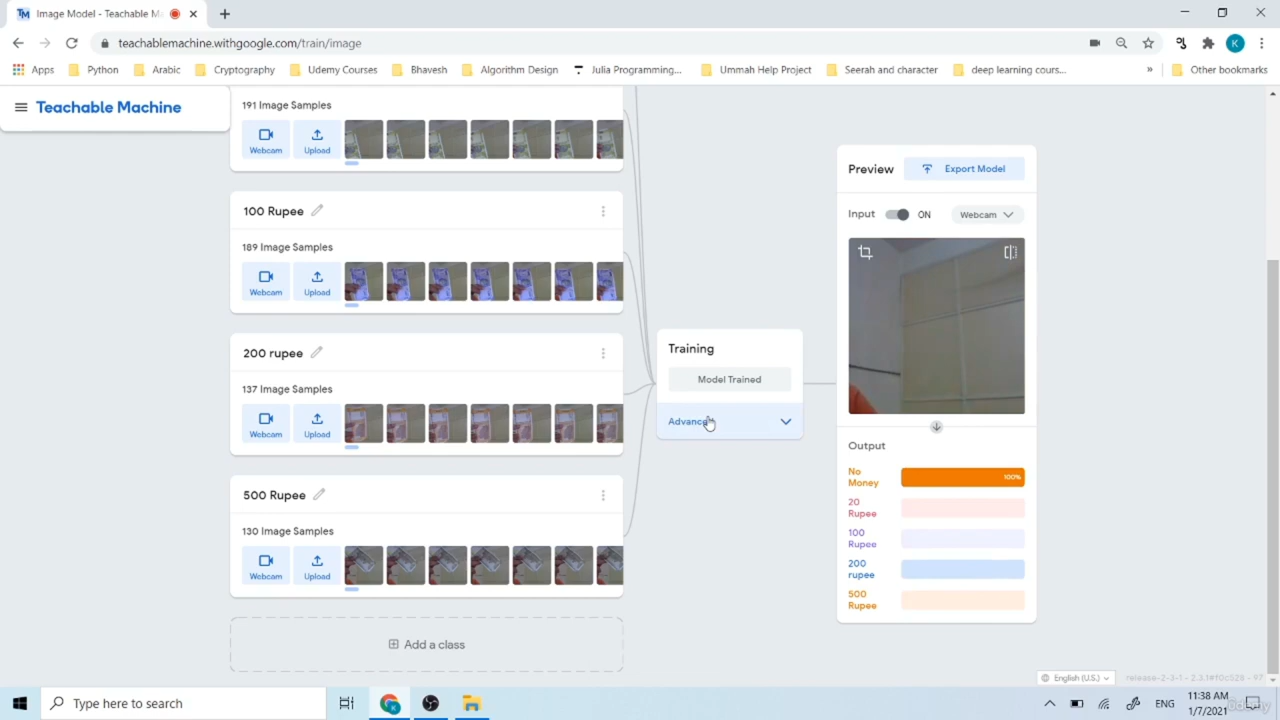 Image Model - Teachable M
teachablemachine.withgoogle.com/train/image
K
Apps Python Arabic Cryptography Udemy Courses Bhavesh Algorithm Design Julia Programming... Ummah Help Project Seerah and character deep learning cours... » Other bookmarks
Teachable Machine
191 Image Samples
Webcam Upload
100 Rupee
189 Image Samples
Webcam Upload
200 rupee
137 Image Samples
Webcam Upload
500 Rupee
130 Image Samples
Webcam Upload
Add a class
Training
Model Trained
Advanced
Preview Export Model
Input ON Webcam
Output
No Money 100%
20 Rupee
100 Rupee
200 rupee
500 Rupee
English (U.S.)
Type here to search
ENG
11:38 AM
1/7/2021